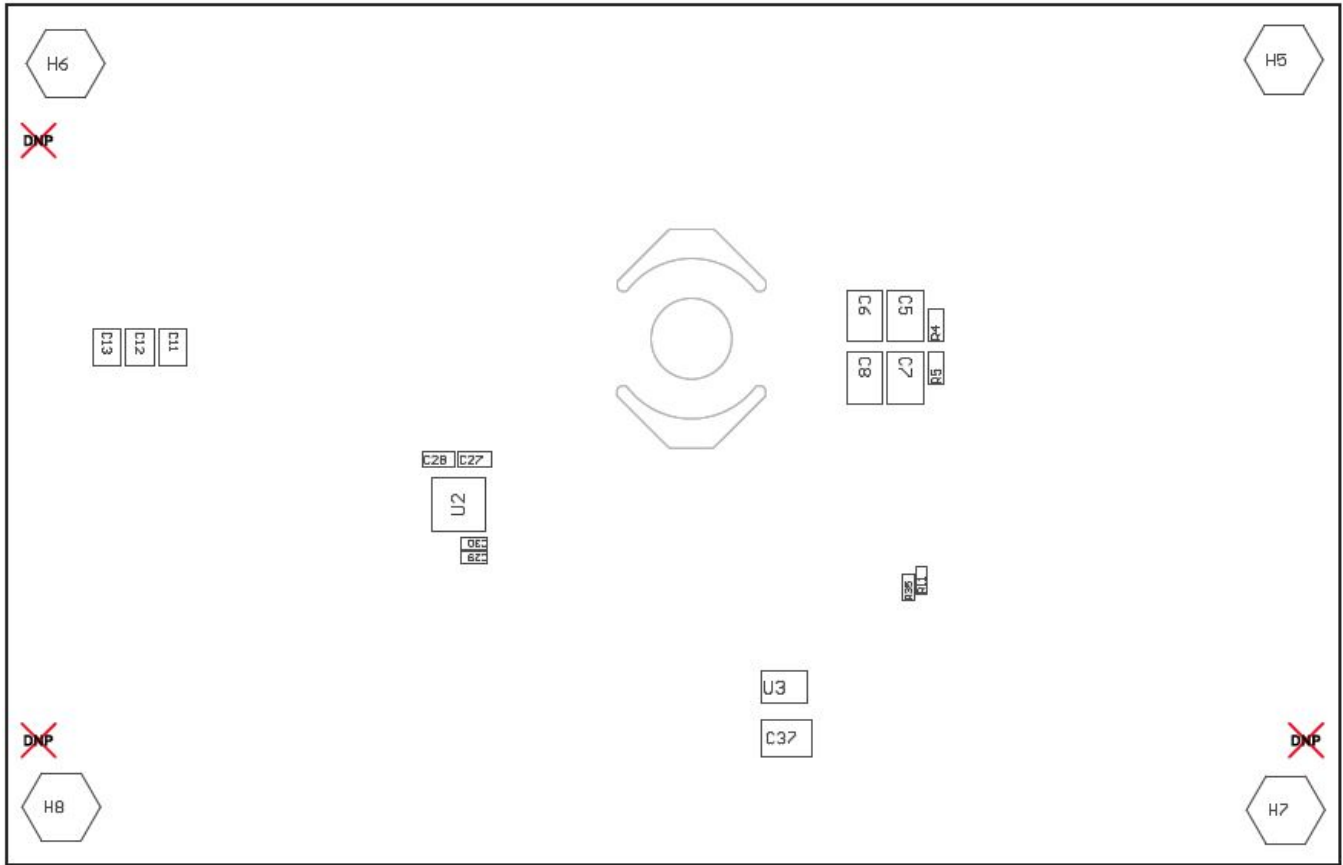 H6
H5
DNP
C6 C5
R4
C13 C12 C11
C8 C7
R5
C28 C27
U2
C30
C29
R35 R11
U3
C37
DNP
DNP
H8
H7